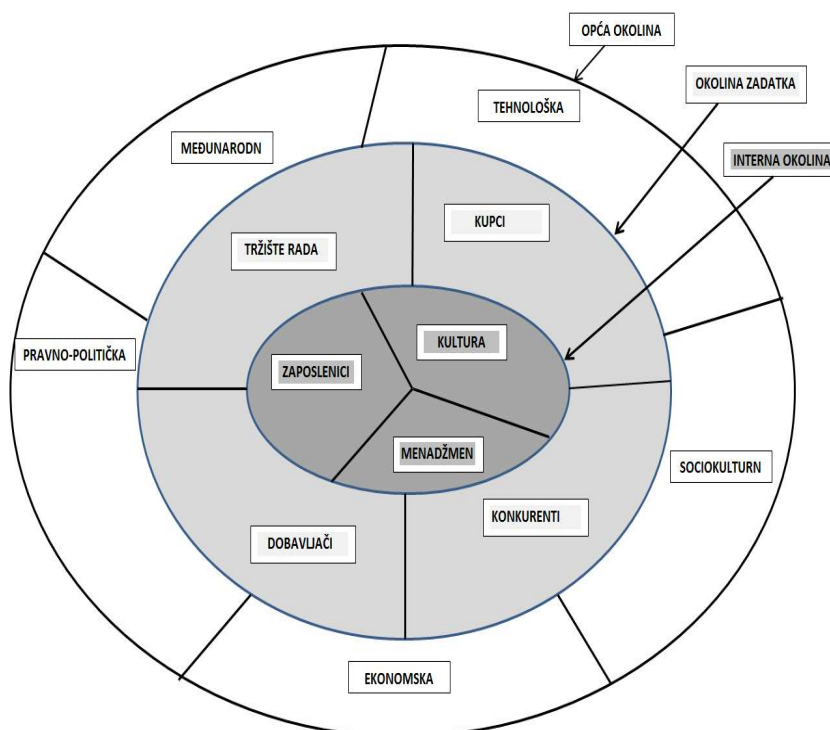 OPĆA OKOLINA
OKOLINA ZADATKA
TEHNOLOŠKA
MEĐUNARODN
INTERNA OKOLINA
KUPCI
TRŽIŠTE RADA
KULTURA
PRAVNO-POLITIČKA
ZAPOSLENICI
MENADŽMEN
SOCIOKULTURN
KONKURENTI
DOBAVLJAČI
EKONOMSKA